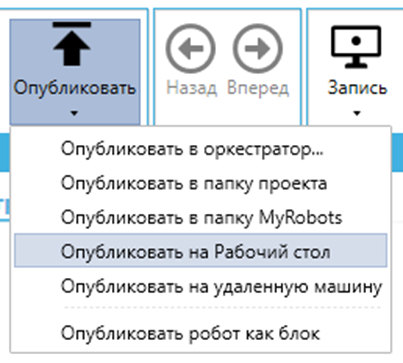 Опубликовать
Назад Вперед
Запись
Опубликовать в оркестратор...
Опубликовать в папку проекта
Опубликовать в папку MyRobots
Опубликовать на Рабочий стол
Опубликовать на удаленную машину
Опубликовать робот как блок